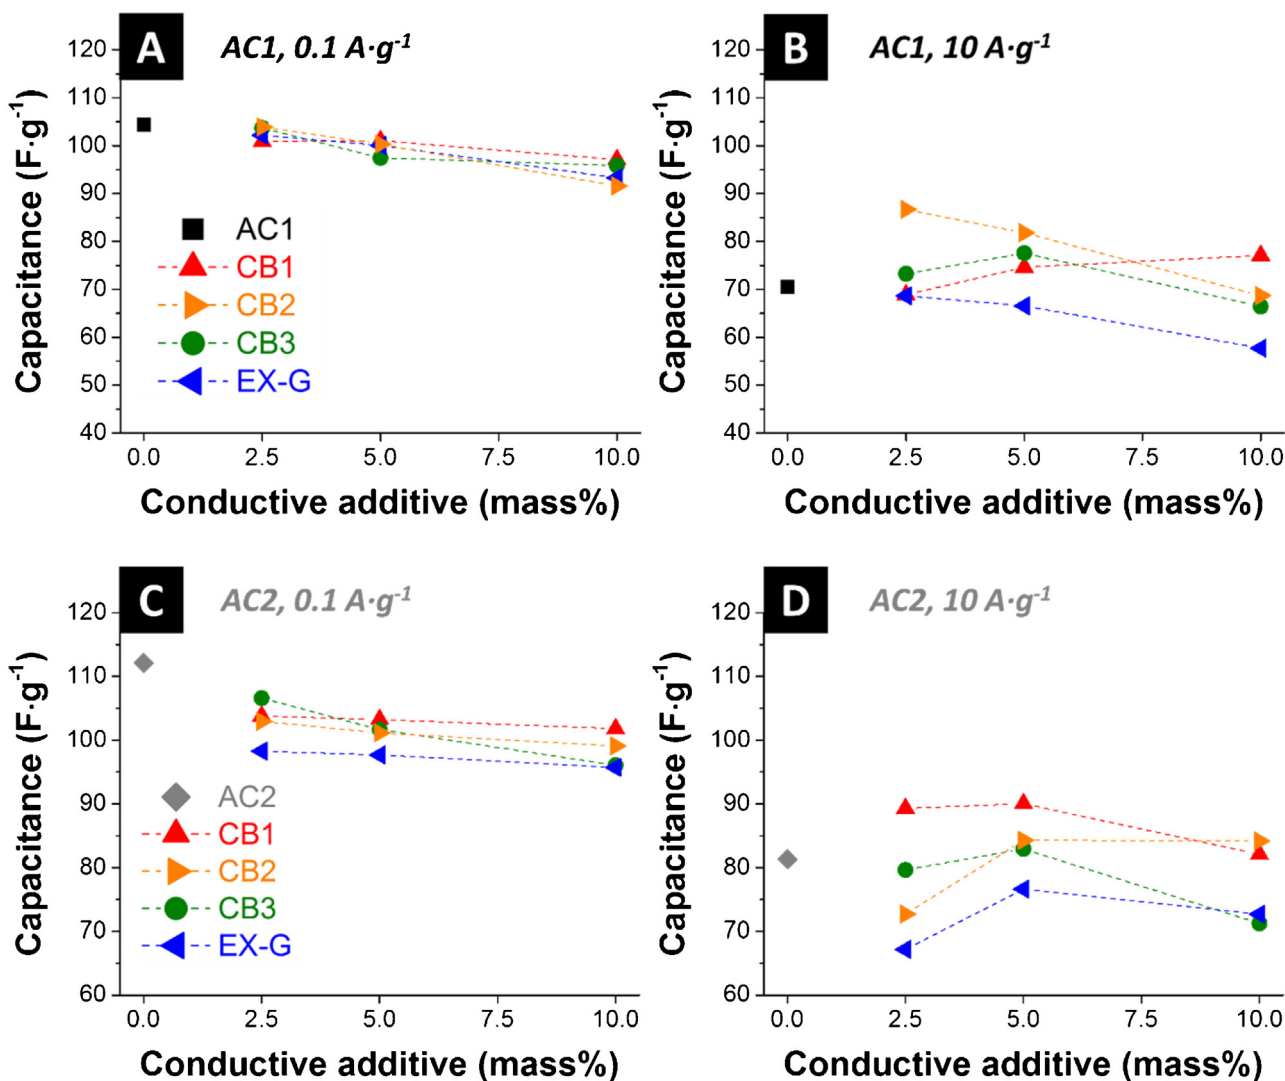 A
AC1, 0.1 A·g⁻¹
Capacitance (F·g⁻¹)
120
110
100
90
80
70
60
50
40
AC1
CB1
CB2
CB3
EX-G
0.0 2.5 5.0 7.5 10.0
Conductive additive (mass%)
B
AC1, 10 A·g⁻¹
Capacitance (F·g⁻¹)
120
110
100
90
80
70
60
50
40
0.0 2.5 5.0 7.5 10.0
Conductive additive (mass%)
C
AC2, 0.1 A·g⁻¹
Capacitance (F·g⁻¹)
120
110
100
90
80
70
60
AC2
CB1
CB2
CB3
EX-G
0.0 2.5 5.0 7.5 10.0
Conductive additive (mass%)
D
AC2, 10 A·g⁻¹
Capacitance (F·g⁻¹)
120
110
100
90
80
70
60
0.0 2.5 5.0 7.5 10.0
Conductive additive (mass%)